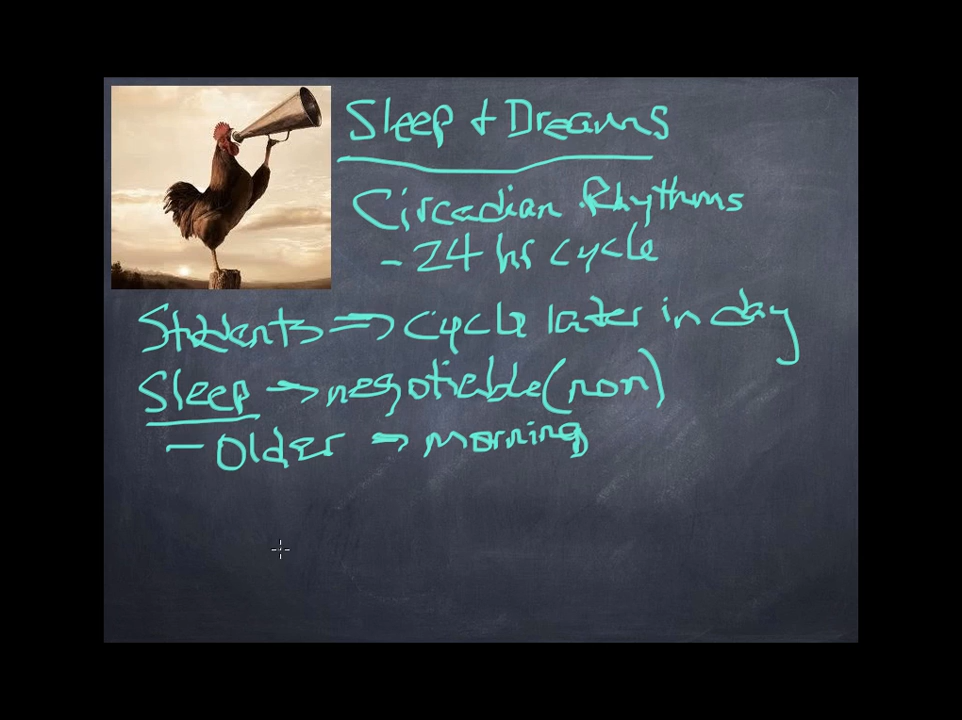 Sleep + Dreams
Circadian Rhythms
- 24 hr cycle
Students => cycle later in day
Sleep -> negotiable (non)
- Older => morning